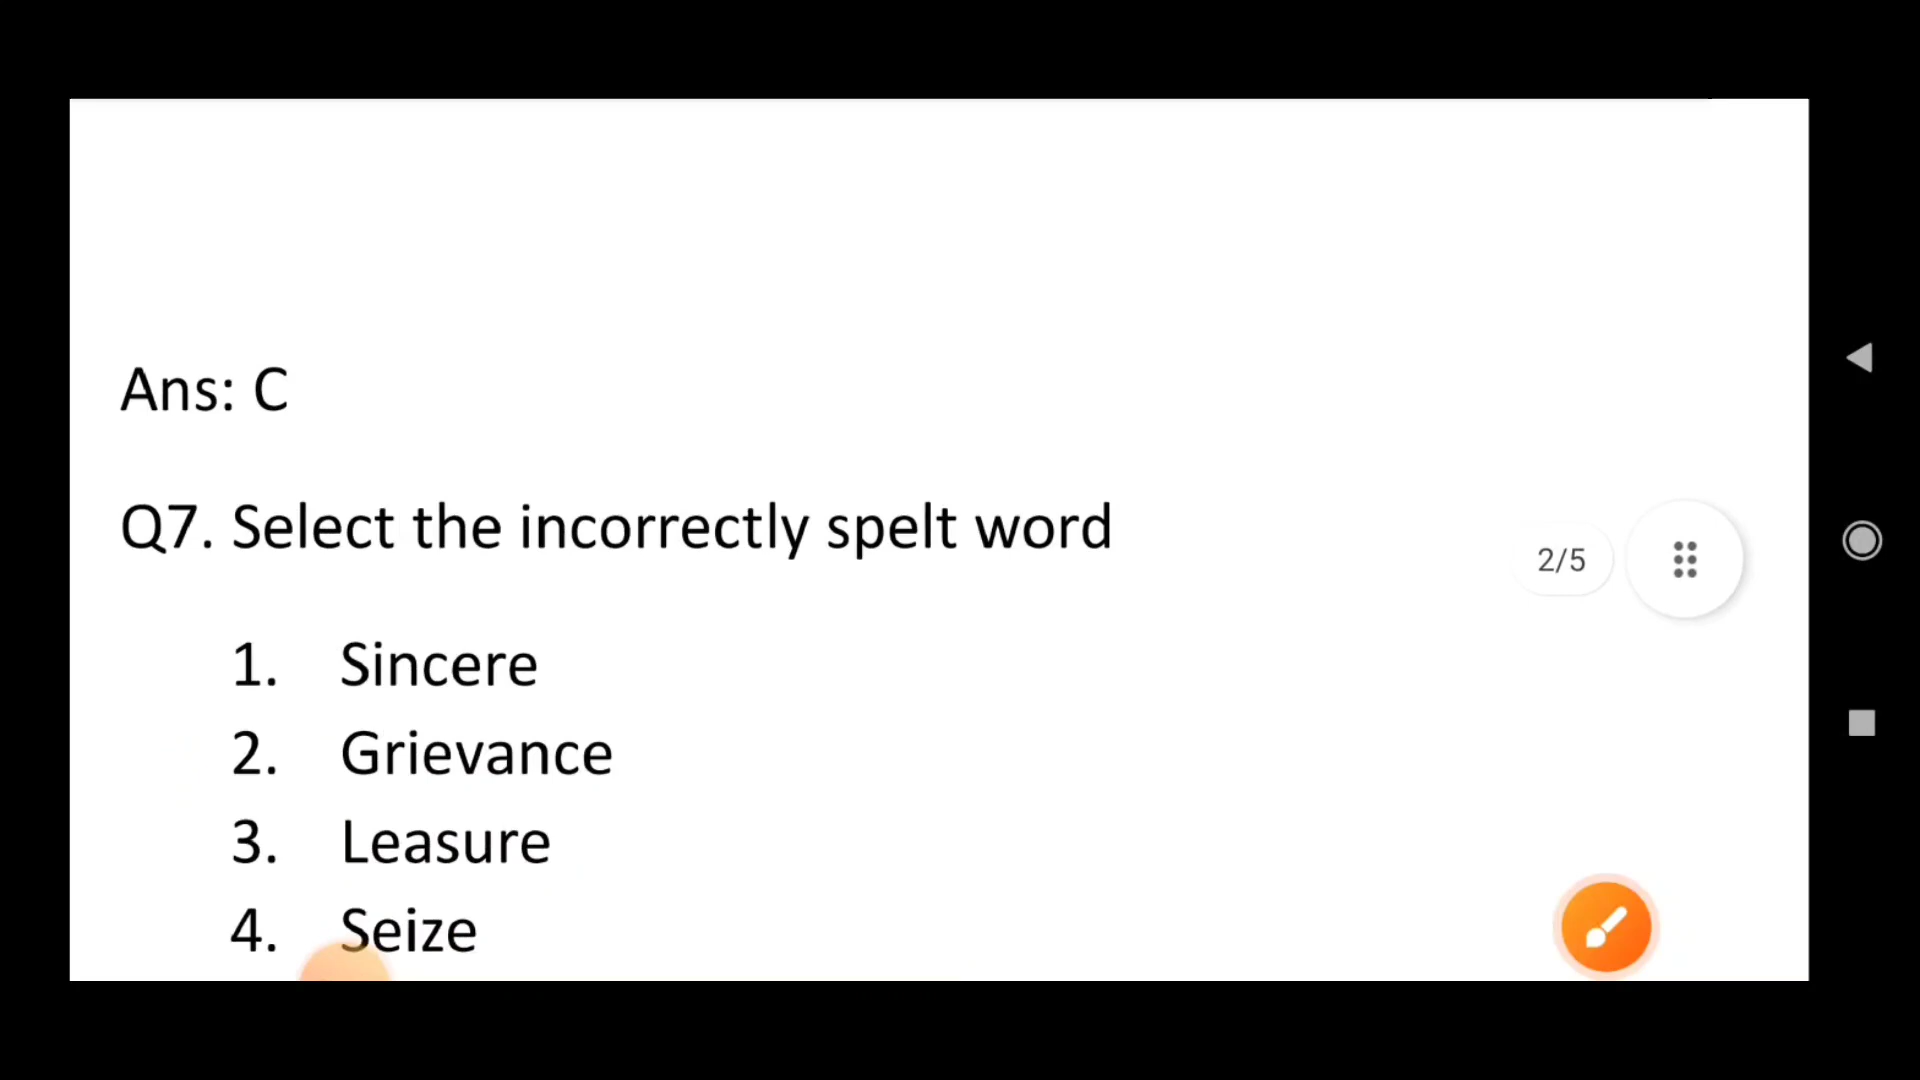 Ans: C
Q7. Select the incorrectly spelt word
2/5
1. Sincere
2. Grievance
3. Leasure
4. Seize